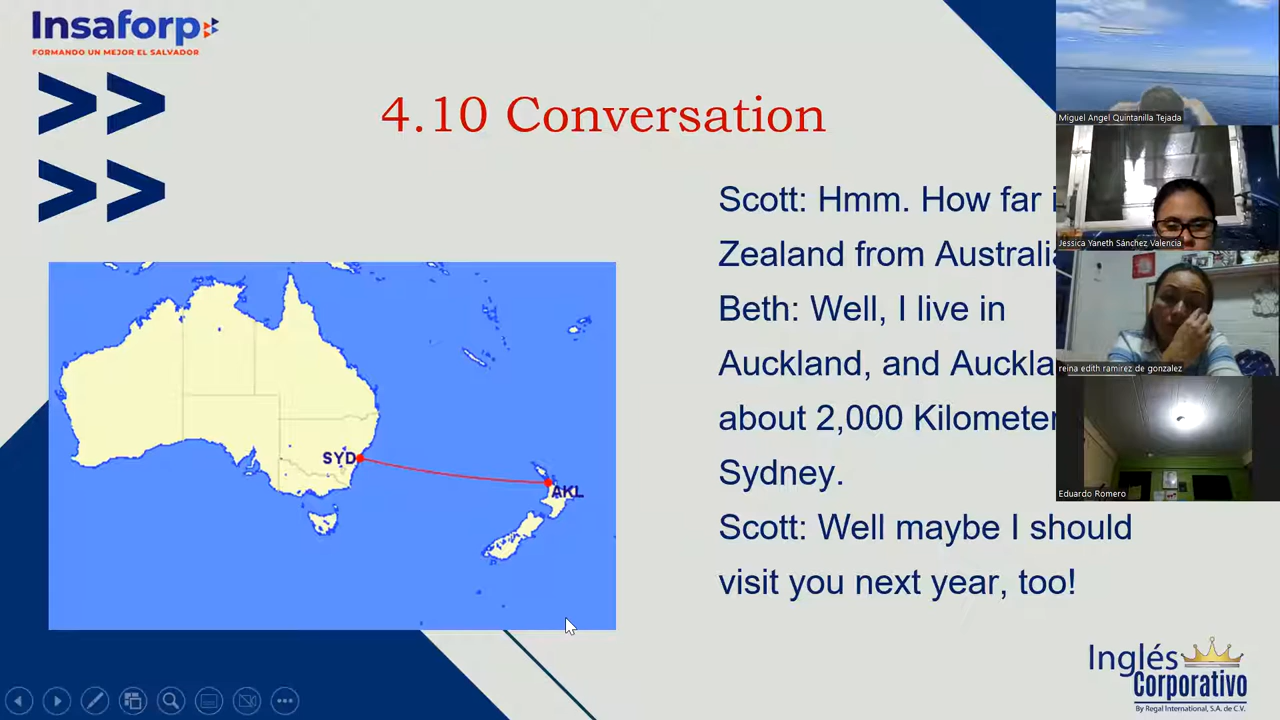 Insaforp
FORMANDO UN MEJOR EL SALVADOR
4.10 Conversation
Scott: Hmm. How far
Zealand from Australia
Beth: Well, I live in
Auckland, and
about 2,000 Kilometer
Sydney.
Scott: Well maybe I should
visit you next year, too!
SYD
AKL
Miguel Angel Quintanilla Tejada
Jessica Yaneth Sánchez Valencia
reina edith ramirez de gonzalez
Eduardo Romero
Inglés
Corporativo
By Regal International, S.A. de C.V.